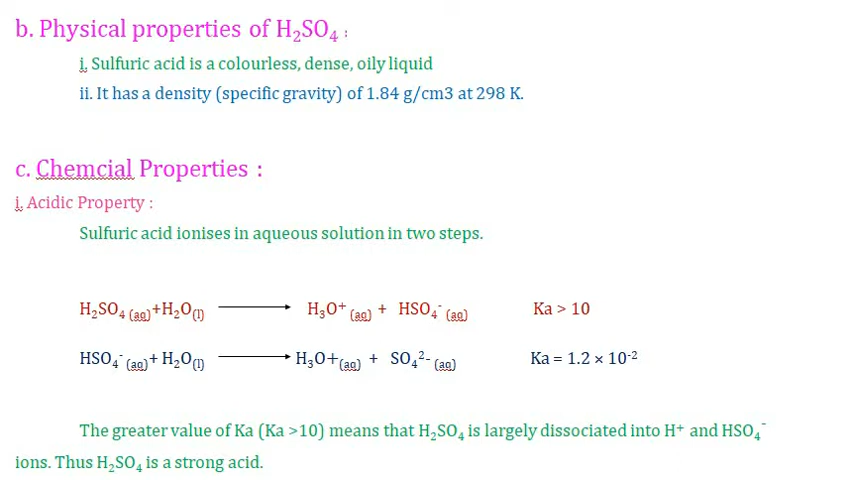 b. Physical properties of H₂SO₄ :
i. Sulfuric acid is a colourless, dense, oily liquid
ii. It has a density (specific gravity) of 1.84 g/cm3 at 298 K.
c. Chemcial Properties :
i. Acidic Property :
Sulfuric acid ionises in aqueous solution in two steps.
H₂SO₄ (aq)+H₂O(l) ⟶ H₃O⁺ (aq) + HSO₄⁻ (aq) Ka > 10
HSO₄⁻ (aq)+ H₂O(l) ⟶ H₃O+(aq) + SO₄²- (aq) Ka = 1.2 × 10⁻²
The greater value of Ka (Ka >10) means that H₂SO₄ is largely dissociated into H⁺ and HSO₄⁻
ions. Thus H₂SO₄ is a strong acid.